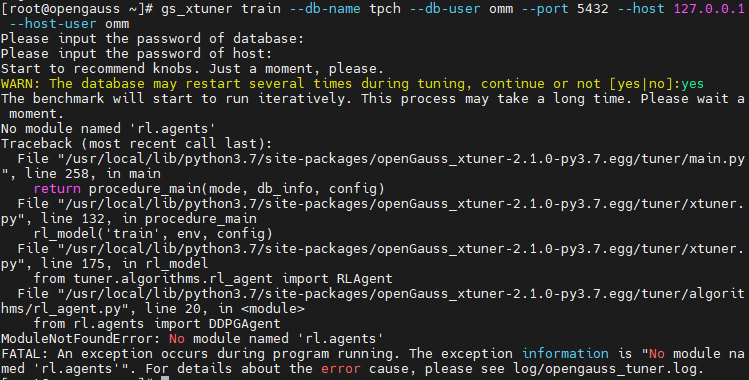 [root@opengauss ~]# gs_xtuner train --db-name tpch --db-user omm --port 5432 --host 127.0.0.1
 --host-user omm
Please input the password of database:
Please input the password of host:
Start to recommend knobs. Just a moment, please.
WARN: The database may restart several times during tuning, continue or not [yes|no]:yes
The benchmark will start to run iteratively. This process may take a long time. Please wait a
 moment.
No module named 'rl.agents'
Traceback (most recent call last):
  File "/usr/local/lib/python3.7/site-packages/openGauss_xtuner-2.1.0-py3.7.egg/tuner/main.py
", line 258, in main
    return procedure_main(mode, db_info, config)
  File "/usr/local/lib/python3.7/site-packages/openGauss_xtuner-2.1.0-py3.7.egg/tuner/xtuner.
py", line 132, in procedure_main
    rl_model('train', env, config)
  File "/usr/local/lib/python3.7/site-packages/openGauss_xtuner-2.1.0-py3.7.egg/tuner/xtuner.
py", line 175, in rl_model
    from tuner.algorithms.rl_agent import RLAgent
  File "/usr/local/lib/python3.7/site-packages/openGauss_xtuner-2.1.0-py3.7.egg/tuner/algorit
hms/rl_agent.py", line 20, in <module>
    from rl.agents import DDPGAgent
ModuleNotFoundError: No module named 'rl.agents'
FATAL: An exception occurs during program running. The exception information is "No module na
med 'rl.agents'". For details about the error cause, please see log/opengauss_tuner.log.